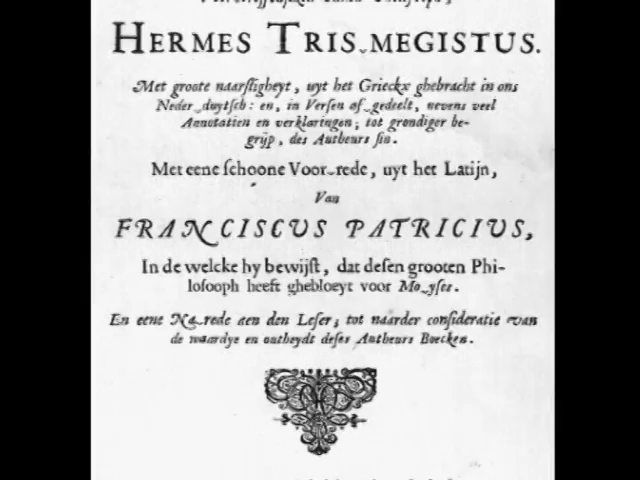 HERMES TRIS-MEGISTUS.
Met groote naarstigheyt, uyt het Grieckx ghebracht in ons
Neder-duytsch: en, in Versen af-gedeelt, nevens veel
Annotatien en verklaringen; tot grondiger be-
grijp, des Autheurs sin.
Met eene schoone Voor-rede, uyt het Latijn,
Van
FRANCISCUS PATRICIUS,
In de welcke hy bewijst, dat desen grooten Phi-
losooph heeft ghebloeyt voor Moyses.
En eene Na-rede aen den Leser; tot naarder consideratie van
de waardye en outheydt deses Autheurs Boecken.